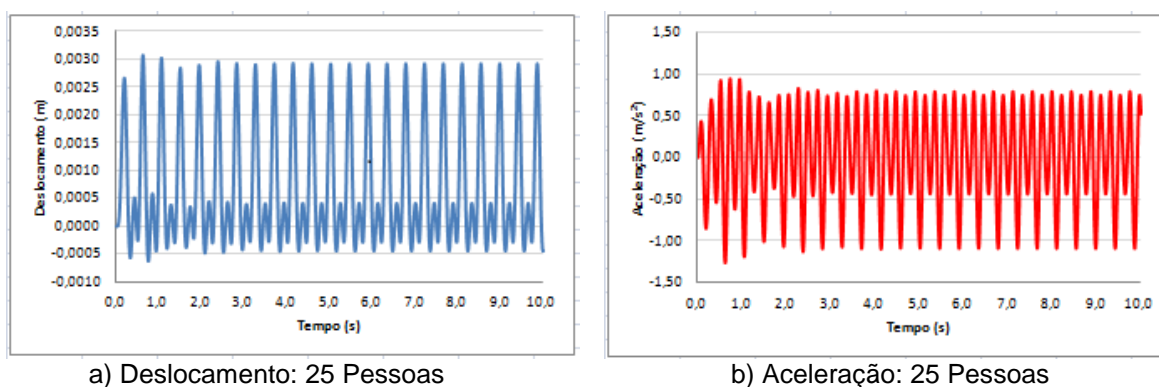 0,0035
0,0030
0,0025
0,0020
0,0015
0,0010
0,0005
0,0000
-0,0005
-0,0010
Deslocamento ( m)
0,0 1,0 2,0 3,0 4,0 5,0 6,0 7,0 8,0 9,0 10,0
Tempo (s)
a) Deslocamento: 25 Pessoas
1,50
1,00
0,50
0,00
-0,50
-1,00
-1,50
Aceleração ( m/s²)
0,0 1,0 2,0 3,0 4,0 5,0 6,0 7,0 8,0 9,0 10,0
Tempo (s)
b) Aceleração: 25 Pessoas